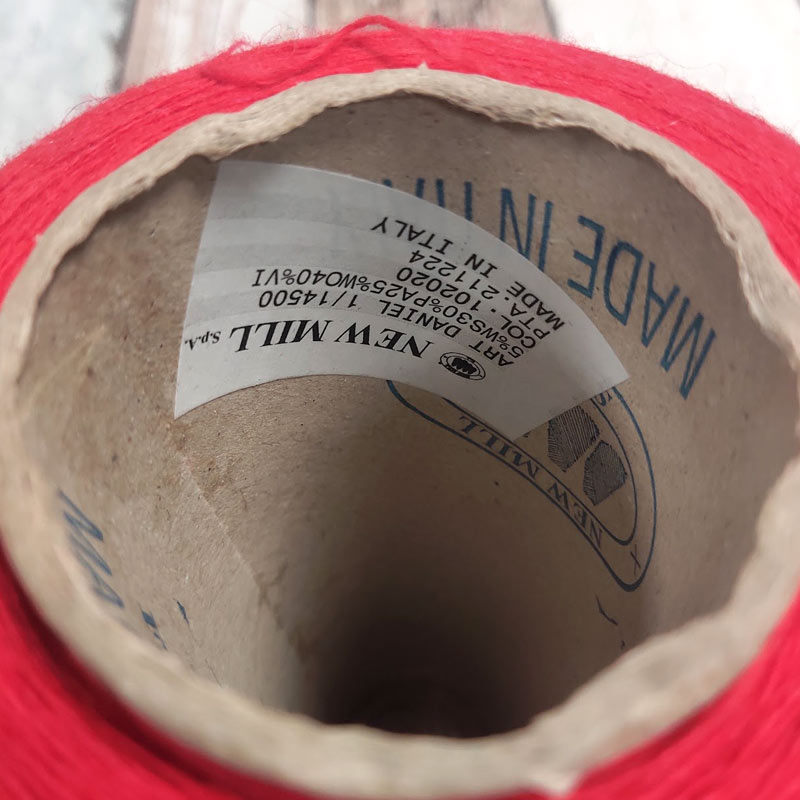 NEW MILL S.p.A.
ART DANIEL 1/14500
5%WS30%PA25%WO40%VI
COL. 102020
PTA: 211224
MADE IN ITALY
MADE IN
NEW MILL